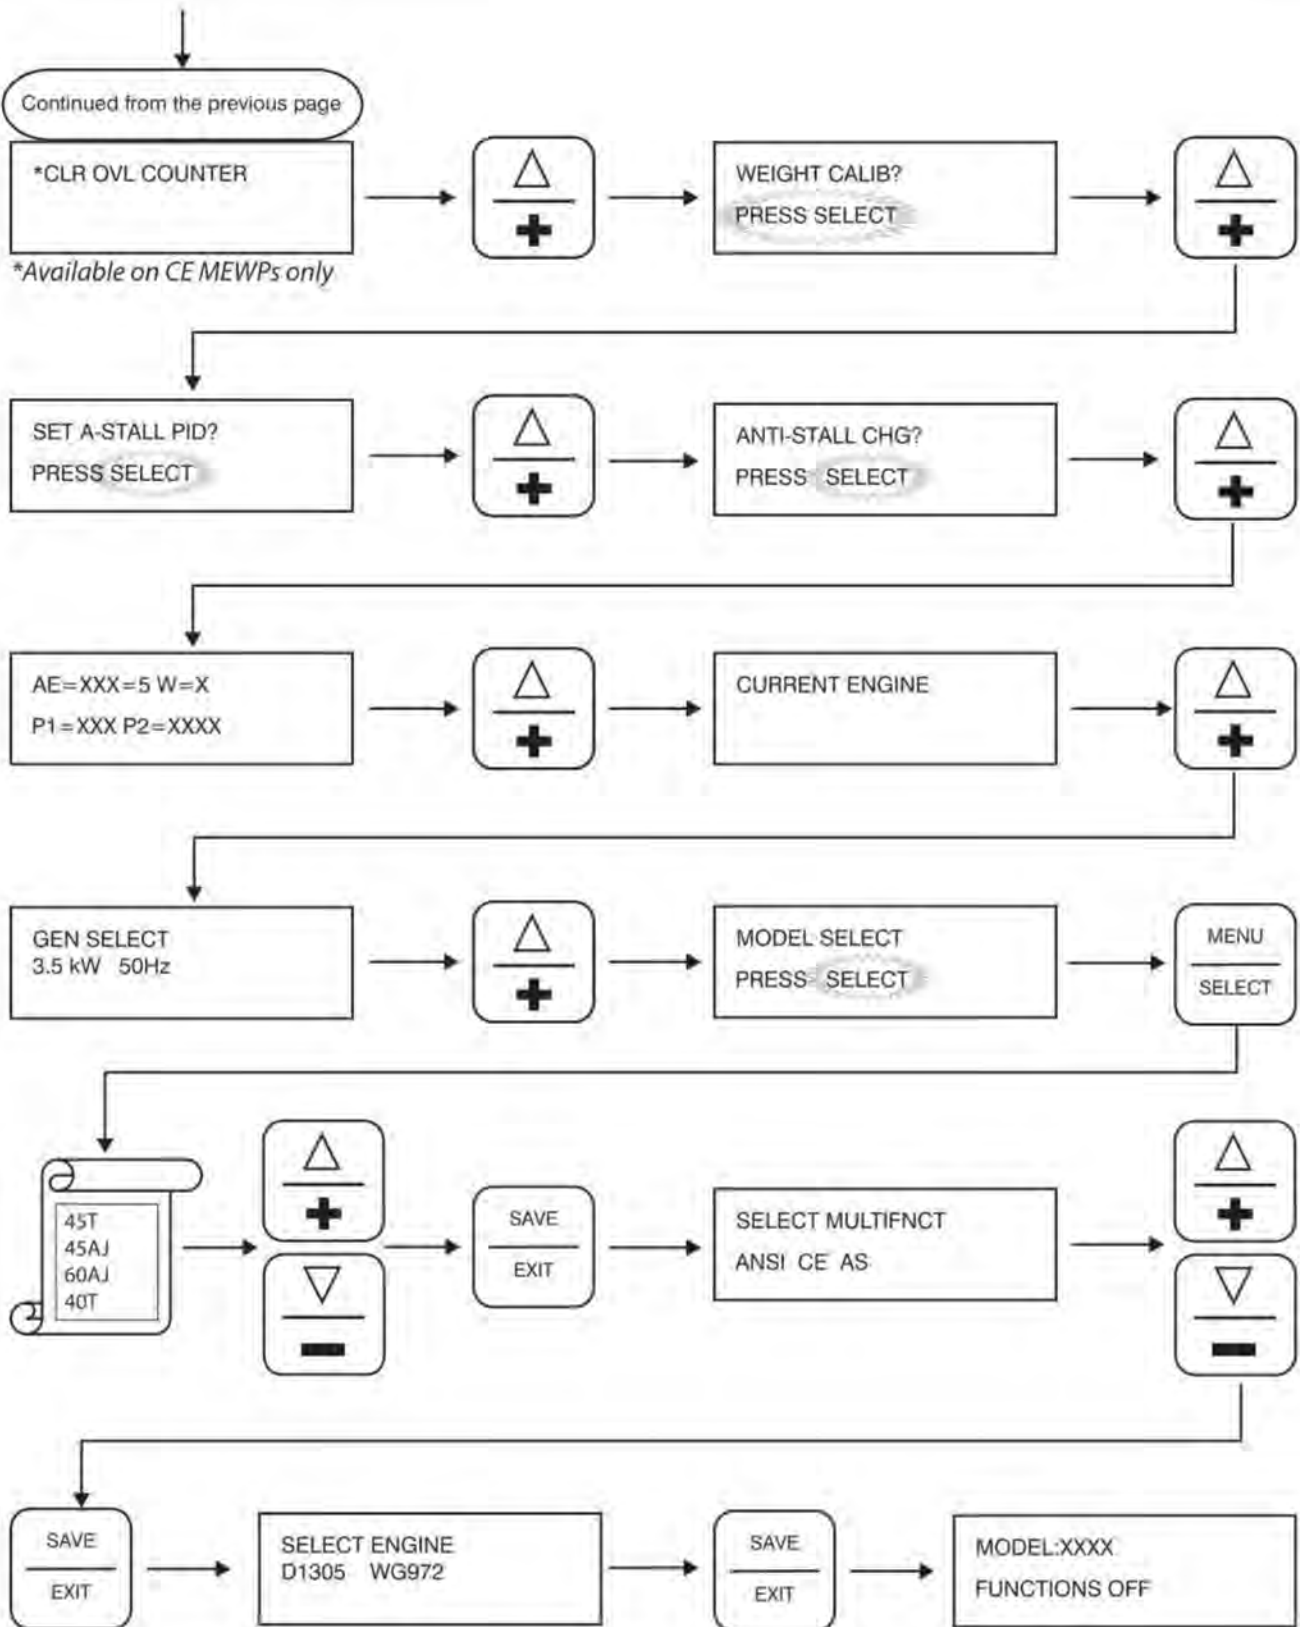 Continued from the previous page
*CLR OVL COUNTER
*Available on CE MEWPs only
WEIGHT CALIB?
PRESS SELECT
SET A-STALL PID?
PRESS SELECT
ANTI-STALL CHG?
PRESS SELECT
AE=XXX=5 W=X
P1=XXX P2=XXXX
CURRENT ENGINE
GEN SELECT
3.5 kW 50Hz
MODEL SELECT
PRESS SELECT
MENU
SELECT
45T
45AJ
60AJ
40T
SAVE
EXIT
SELECT MULTIFNCT
ANSI CE AS
SAVE
EXIT
SELECT ENGINE
D1305 WG972
SAVE
EXIT
MODEL:XXXX
FUNCTIONS OFF